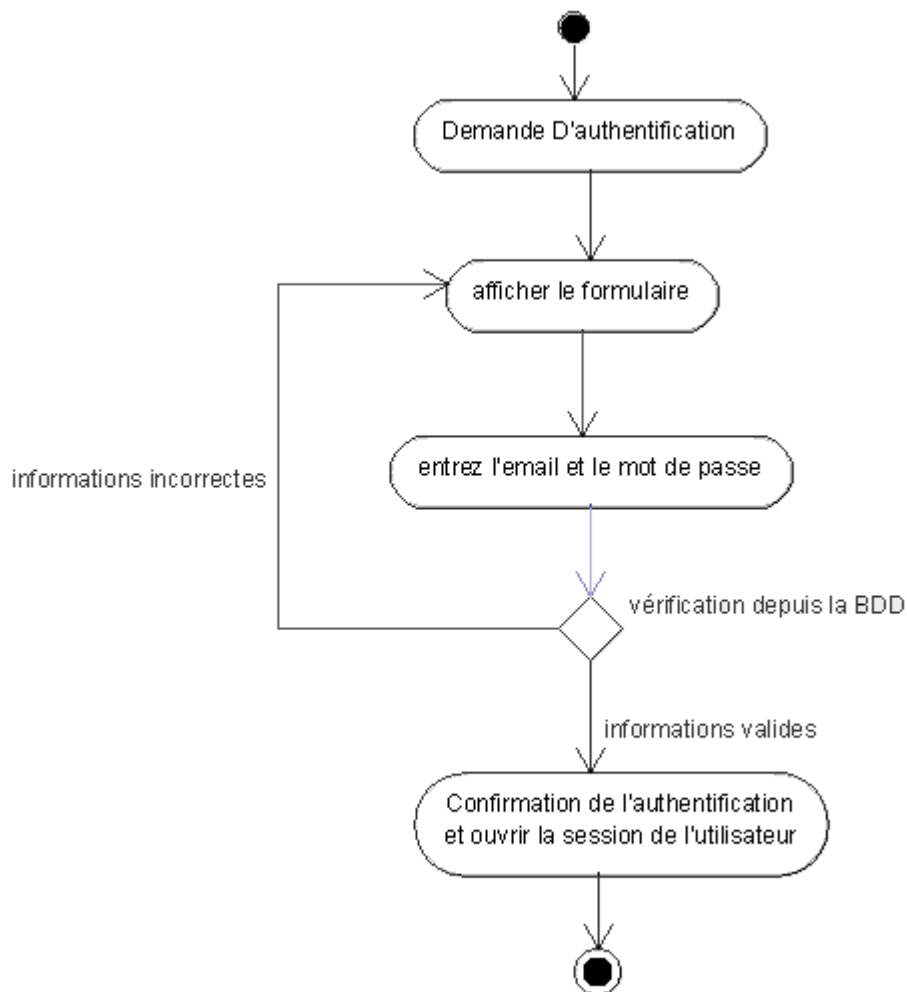 Demande D'authentification
afficher le formulaire
entrez l'email et le mot de passe
informations incorrectes
vérification depuis la BDD
informations valides
Confirmation de l'authentification
et ouvrir la session de l'utilisateur